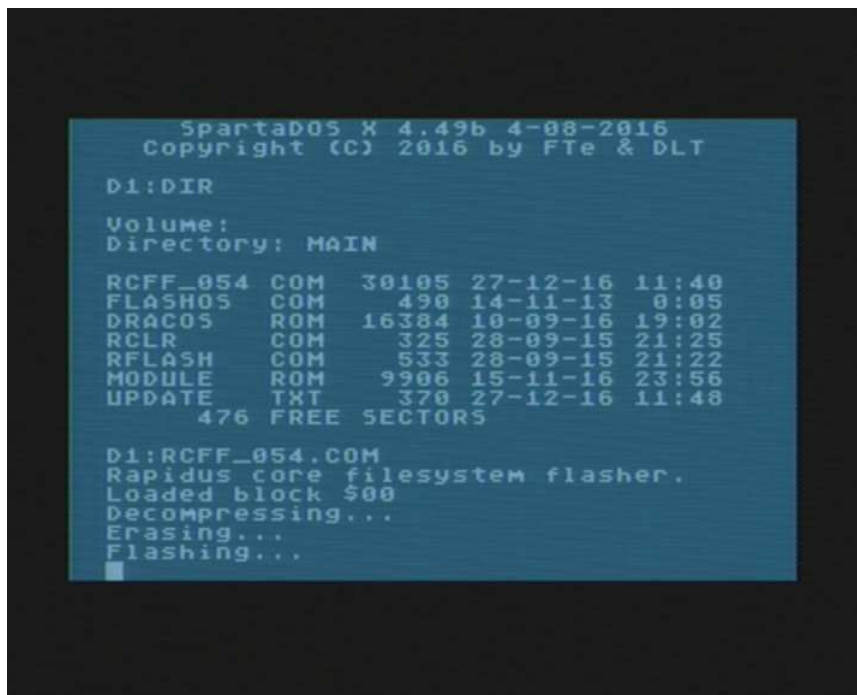 SpartaDOS X 4.49b 4-08-2016
Copyright (C) 2016 by FTe & DLT
D1:DIR
Volume:
Directory: MAIN
RCFF_054 COM 30105 27-12-16 11:40
FLASHOS COM 490 14-11-13 0:05
DRACOS ROM 16384 10-09-16 19:02
RCLR COM 325 28-09-15 21:25
RFLASH COM 533 28-09-15 21:22
MODULE ROM 9906 15-11-16 23:56
UPDATE TXT 370 27-12-16 11:48
476 FREE SECTORS
D1:RCFF_054.COM
Rapidus core filesystem flasher.
Loaded block $00
Decompressing...
Erasing...
Flashing...